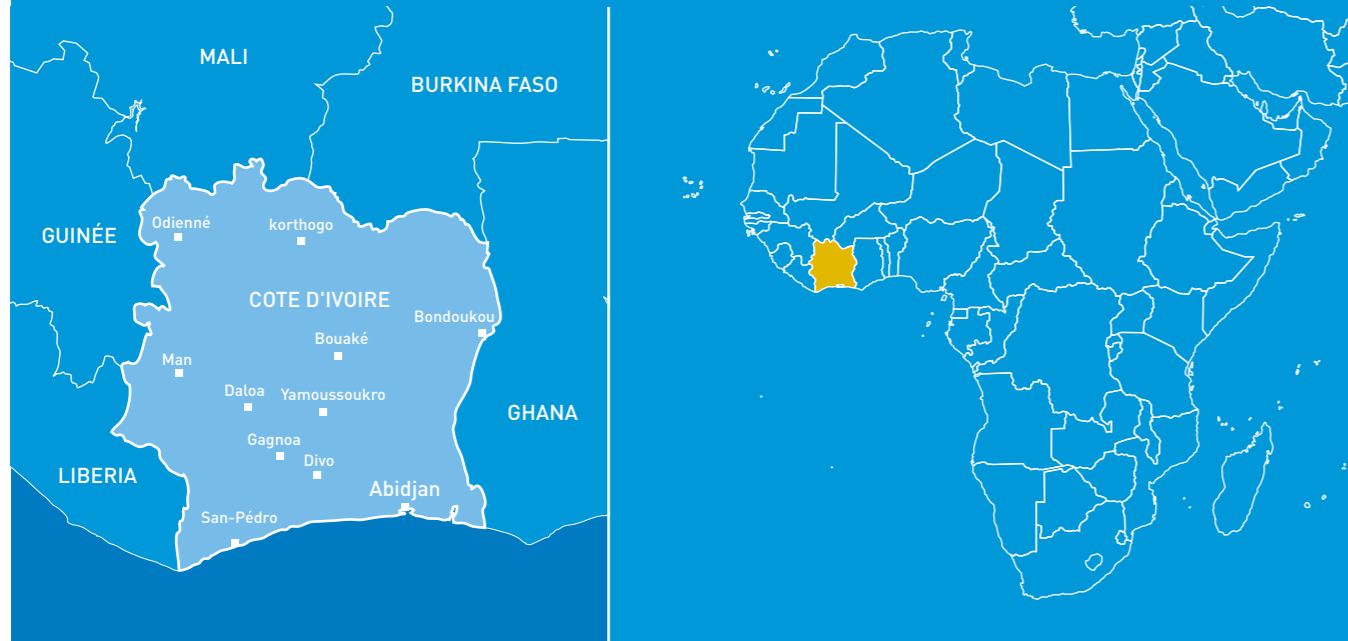 MALI
BURKINA FASO
Odienné
korthogo
GUINÉE
COTE D'IVOIRE
Bondoukou
Bouaké
Man
Daloa
Yamoussoukro
GHANA
Gagnoa
Divo
LIBERIA
Abidjan
San-Pédro